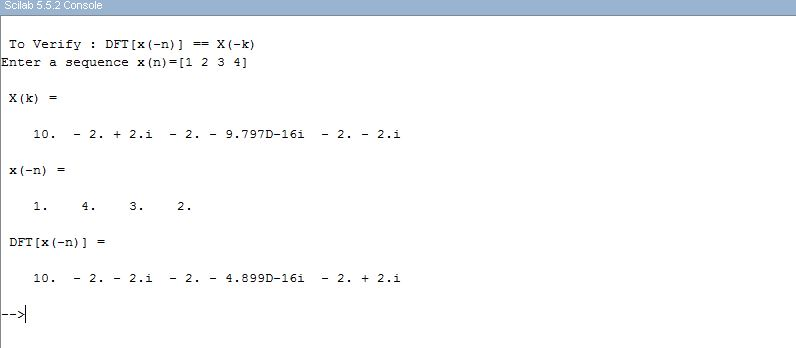 Scilab 5.5.2 Console
To Verify : DFT[x(-n)] == X(-k)
Enter a sequence x(n)=[1 2 3 4]
X(k) =
10. - 2. + 2.i - 2. - 9.797D-16i - 2. - 2.i
x(-n) =
1. 4. 3. 2.
DFT[x(-n)] =
10. - 2. - 2.i - 2. - 4.899D-16i - 2. + 2.i
-->